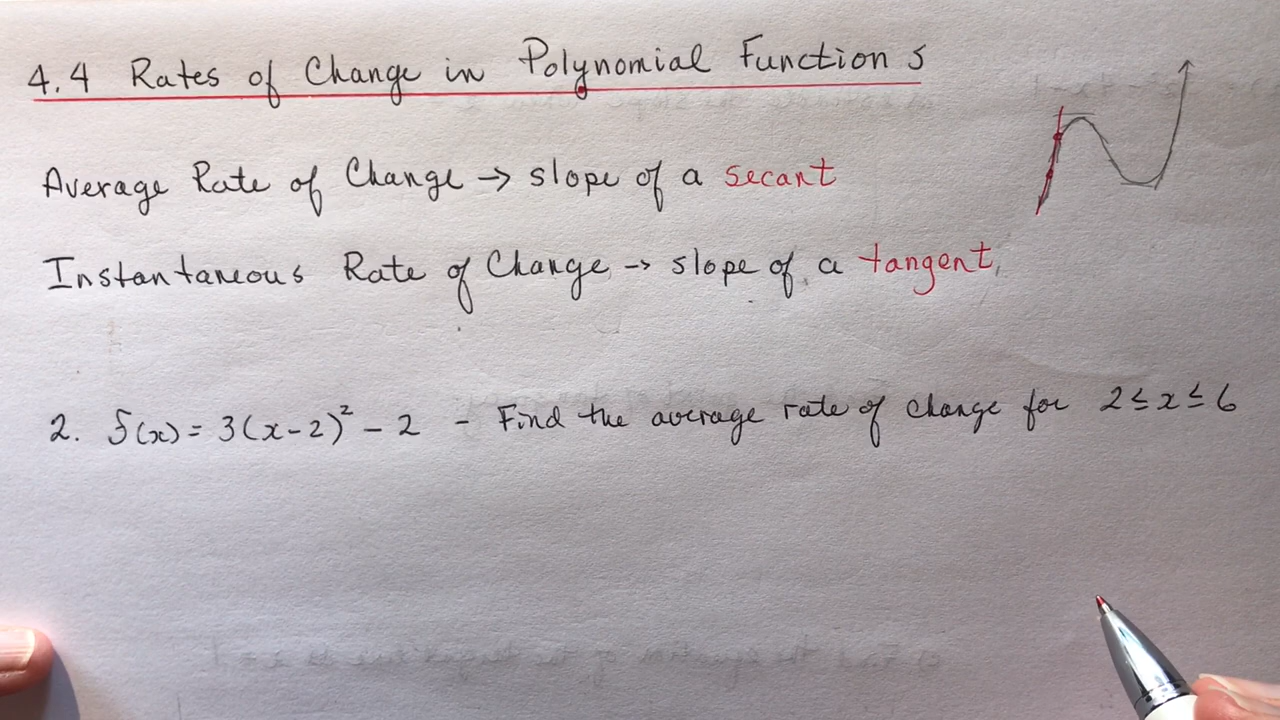 4.4 Rates of Change in Polynomial Functions
Average Rate of Change → slope of a secant
Instantaneous Rate of Change → slope of a tangent
2. f(x) = 3(x-2)² - 2 - Find the average rate of change for 2 ≤ x ≤ 6